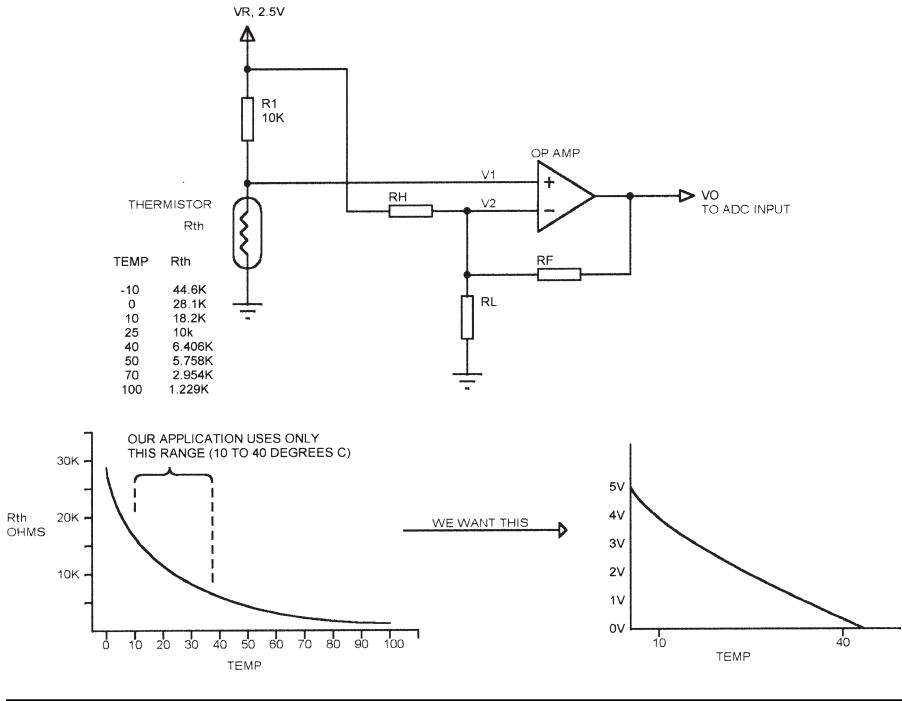 VR, 2.5V
R1
10K
OP AMP
V1
+
THERMISTOR
Rth
RH
V2
−
VO
TO ADC INPUT
RF
RL
TEMP Rth
-10 44.6K
0 28.1K
10 18.2K
25 10k
40 6.406K
50 5.758K
70 2.954K
100 1.229K
OUR APPLICATION USES ONLY
THIS RANGE (10 TO 40 DEGREES C)
30K
20K
10K
Rth
OHMS
0 10 20 30 40 50 60 70 80 90 100
TEMP
WE WANT THIS
5V
4V
3V
2V
1V
0V
10 40
TEMP